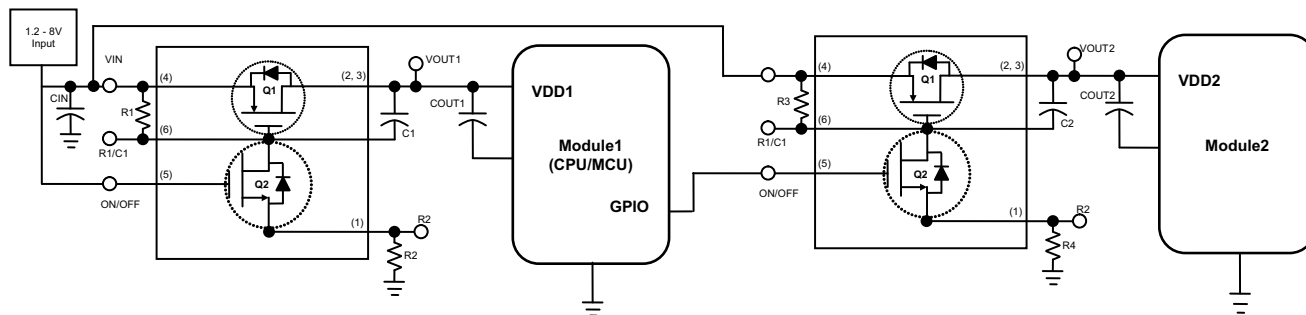 1.2 - 8V
Input
VIN
CIN
R1
R1/C1
ON/OFF
(4)
(6)
(5)
Q1
Q2
(2, 3)
(1)
C1
R2
R2
VOUT1
COUT1
VDD1
Module1
(CPU/MCU)
GPIO
R3
R1/C1
ON/OFF
(4)
(6)
(5)
Q1
Q2
(2, 3)
(1)
C2
R2
R4
VOUT2
COUT2
VDD2
Module2